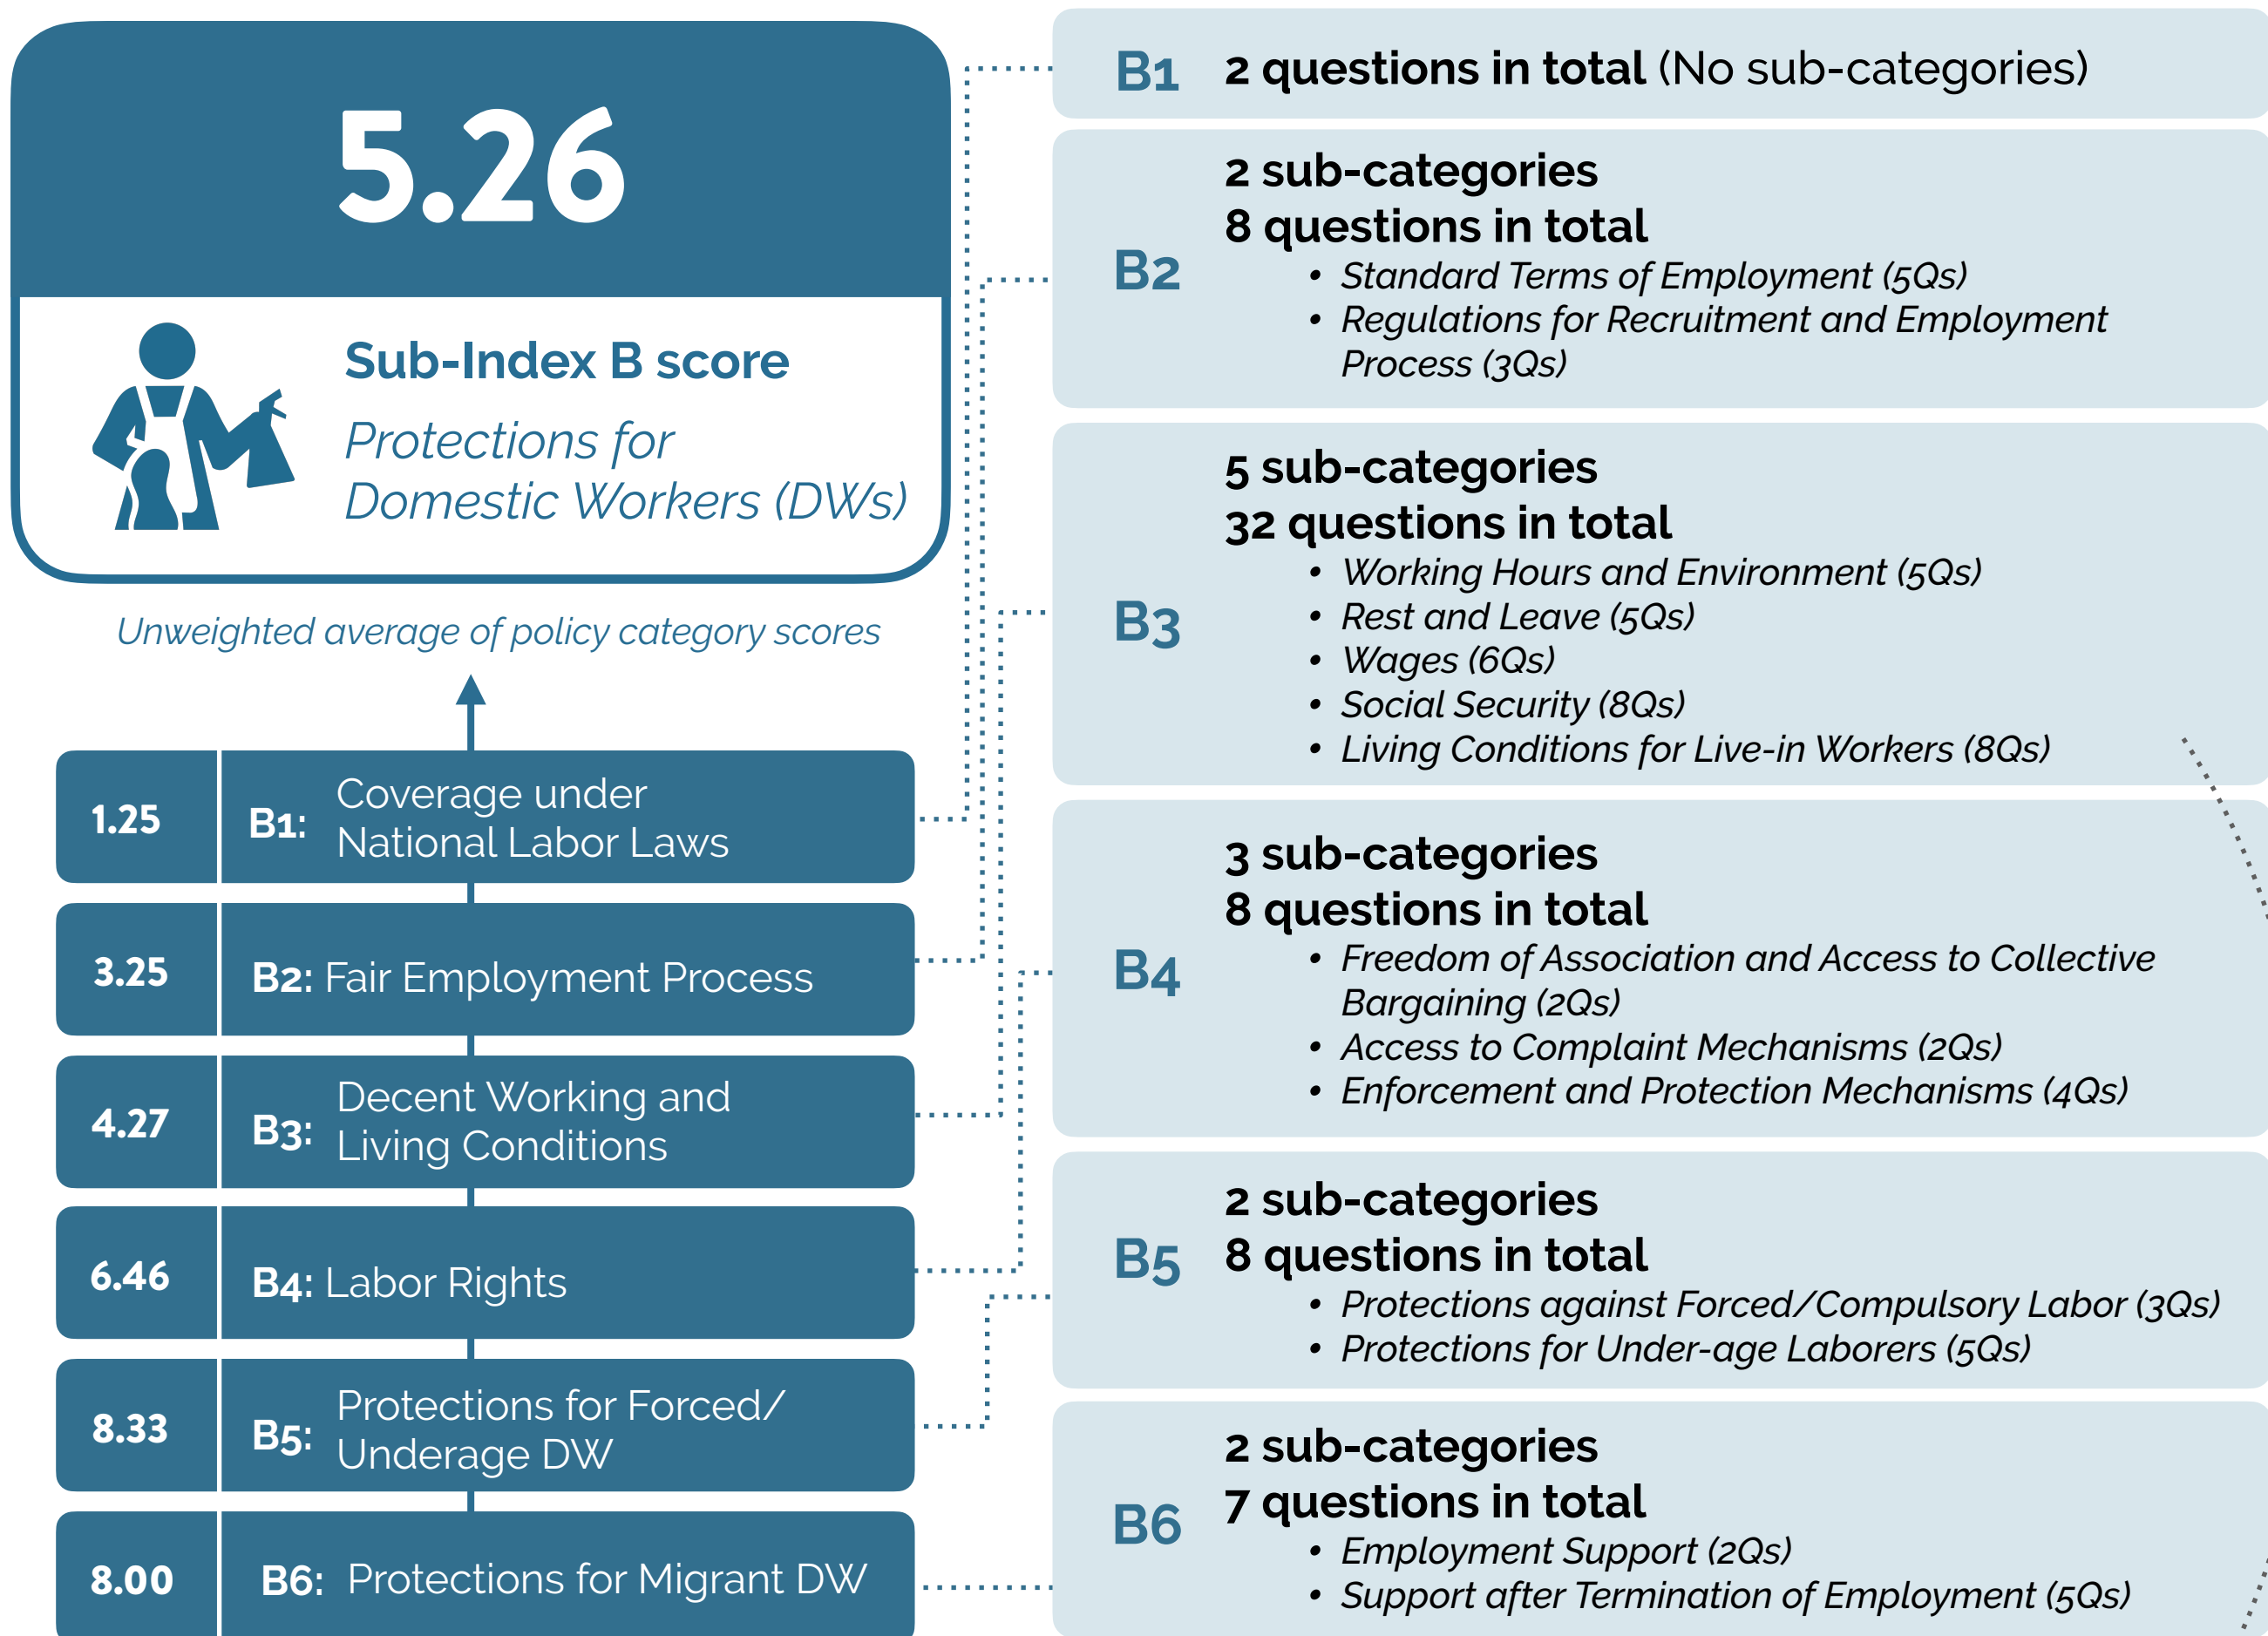 5.26
Sub-Index B score
Protections for
Domestic Workers (DWs)
Unweighted average of policy category scores
1.25 B1: Coverage under
National Labor Laws
3.25 B2: Fair Employment Process
4.27 B3: Decent Working and
Living Conditions
6.46 B4: Labor Rights
8.33 B5: Protections for Forced/
Underage DW
8.00 B6: Protections for Migrant DW
B1 2 questions in total (No sub-categories)
B2
2 sub-categories
8 questions in total
• Standard Terms of Employment (5Qs)
• Regulations for Recruitment and Employment
Process (3Qs)
B3
5 sub-categories
32 questions in total
• Working Hours and Environment (5Qs)
• Rest and Leave (5Qs)
• Wages (6Qs)
• Social Security (8Qs)
• Living Conditions for Live-in Workers (8Qs)
B4
3 sub-categories
8 questions in total
• Freedom of Association and Access to Collective
Bargaining (2Qs)
• Access to Complaint Mechanisms (2Qs)
• Enforcement and Protection Mechanisms (4Qs)
B5
2 sub-categories
8 questions in total
• Protections against Forced/Compulsory Labor (3Qs)
• Protections for Under-age Laborers (5Qs)
B6
2 sub-categories
7 questions in total
• Employment Support (2Qs)
• Support after Termination of Employment (5Qs)